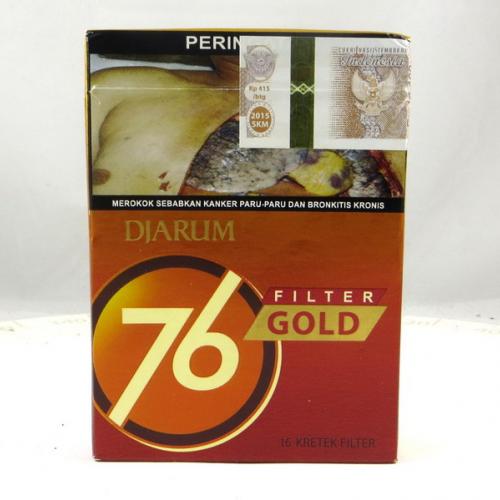 PERIN
Indonesia
Rp 415
/btg
2015
SKM
MEROKOK SEBABKAN KANKER PARU-PARU DAN BRONKITIS KRONIS
DJARUM
76
FILTER
GOLD
16 KRETEK FILTER